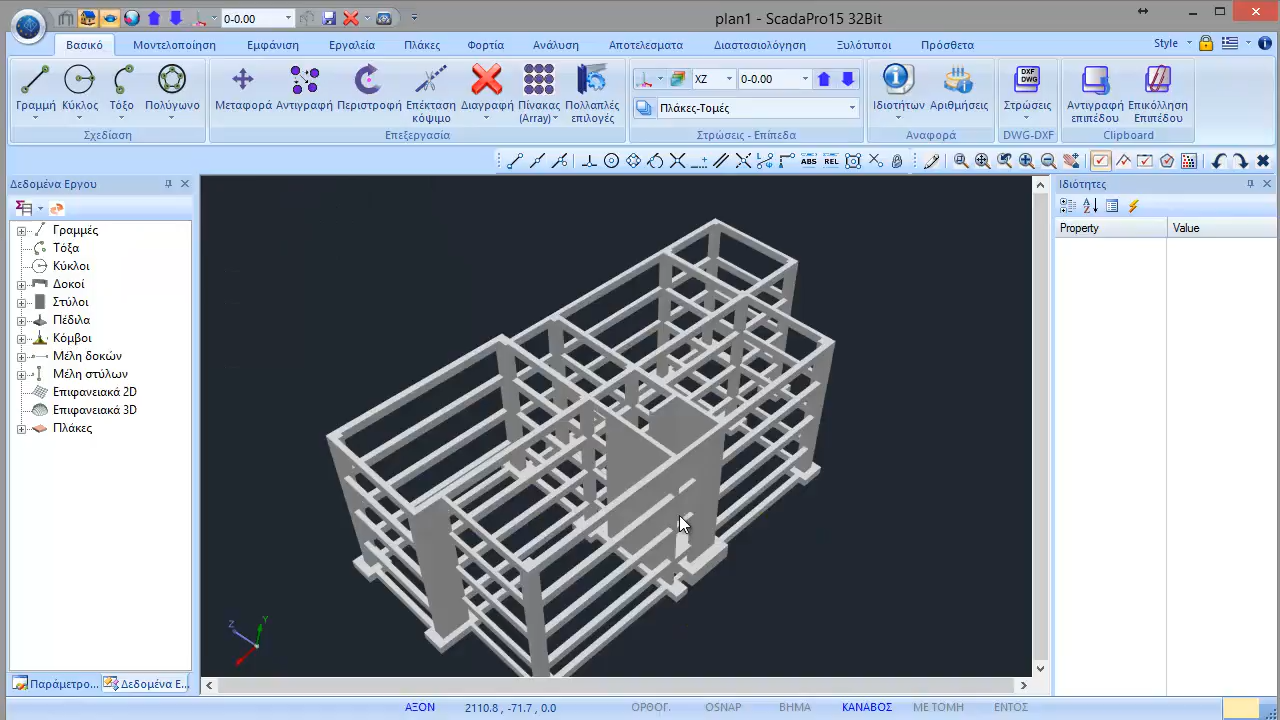 0-0.00
plan1 - ScadaPro15 32Bit
Βασικό Μοντελοποίηση Εμφάνιση Εργαλεία Πλάκες Φορτία Ανάλυση Αποτελεσματα Διαστασιολόγηση Ξυλότυποι Πρόσθετα Style
XZ 0-0.00
Γραμμή Κύκλος Τόξο Πολύγωνο Μεταφορά Αντιγραφή Περιστροφή Επέκταση κόψιμο Διαγραφή Πίνακας (Array) Πολλαπλές επιλογές
Πλάκες-Τομές
Ιδιοτήτων Αριθμήσεις
DWG DXF
Στρώσεις
Αντιγραφή επιπέδου Επικόλληση Επιπέδου
Σχεδίαση Επεξεργασία Στρώσεις - Επίπεδα Αναφορά DWG-DXF Clipboard
ABS REL
Δεδομένα Εργου
Γραμμές
Τόξα
Κύκλοι
Δοκοί
Στύλοι
Πέδιλα
Κόμβοι
Μέλη δοκών
Μέλη στύλων
Επιφανειακά 2D
Επιφανειακά 3D
Πλάκες
Παράμετρο... Δεδομένα Ε...
Z Y
Ιδιότητες
Property Value
ΑΞΟΝ 2110.8 , -71.7, 0.0 ΟΡΘΟΓ. OSNAP ΒΗΜΑ ΚΑΝΑΒΟΣ ΜΕ ΤΟΜΗ ΕΝΤΟΣ